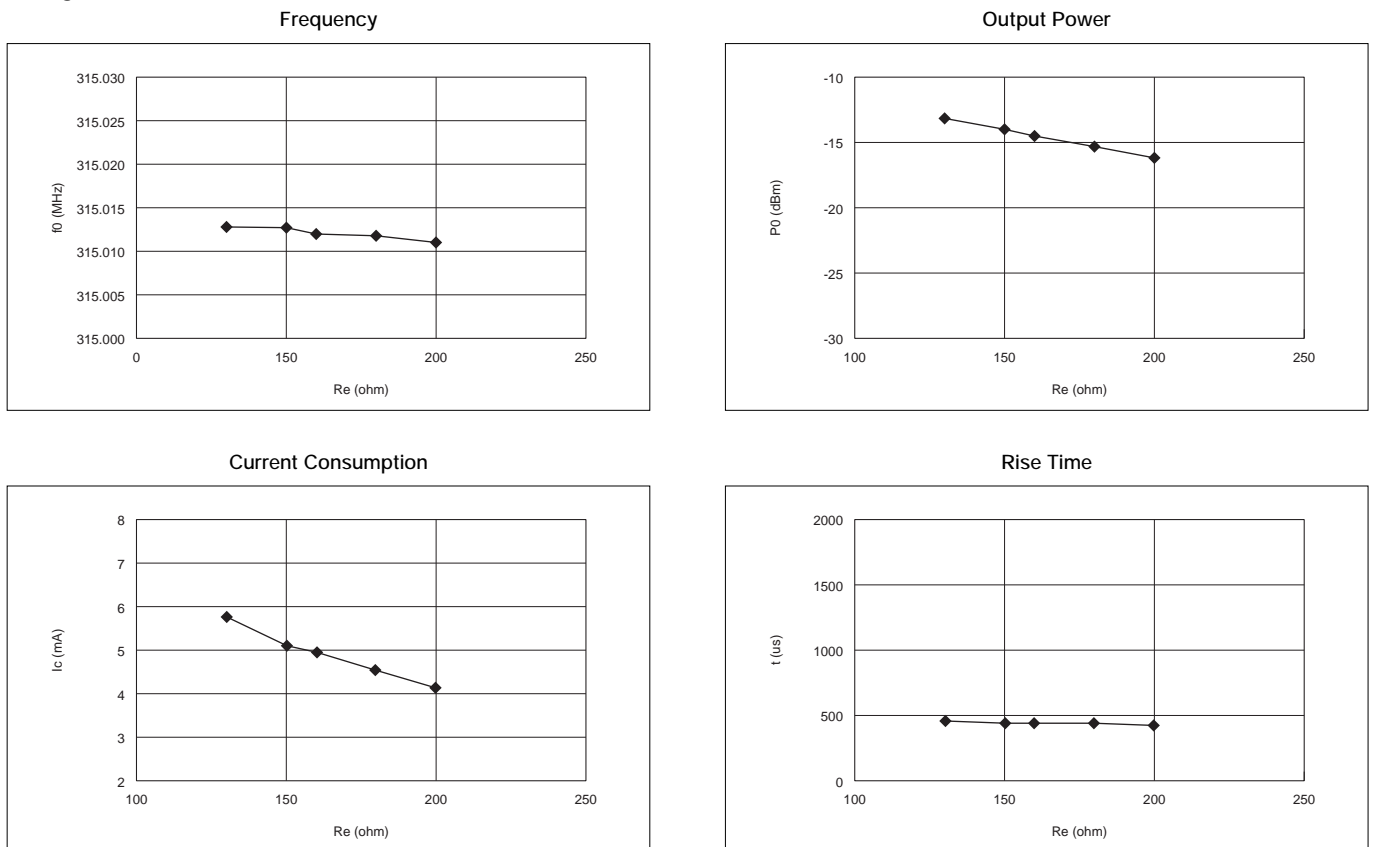 Frequency
315.030
315.025
315.020
315.015
315.010
315.005
315.000
f0 (MHz)
0 150 200 250
Re (ohm)
Output Power
-10
-15
-20
-25
-30
P0 (dBm)
100 150 200 250
Re (ohm)
Current Consumption
8
7
6
5
4
3
2
Ic (mA)
100 150 200 250
Re (ohm)
Rise Time
2000
1500
1000
500
0
t (us)
100 150 200 250
Re (ohm)